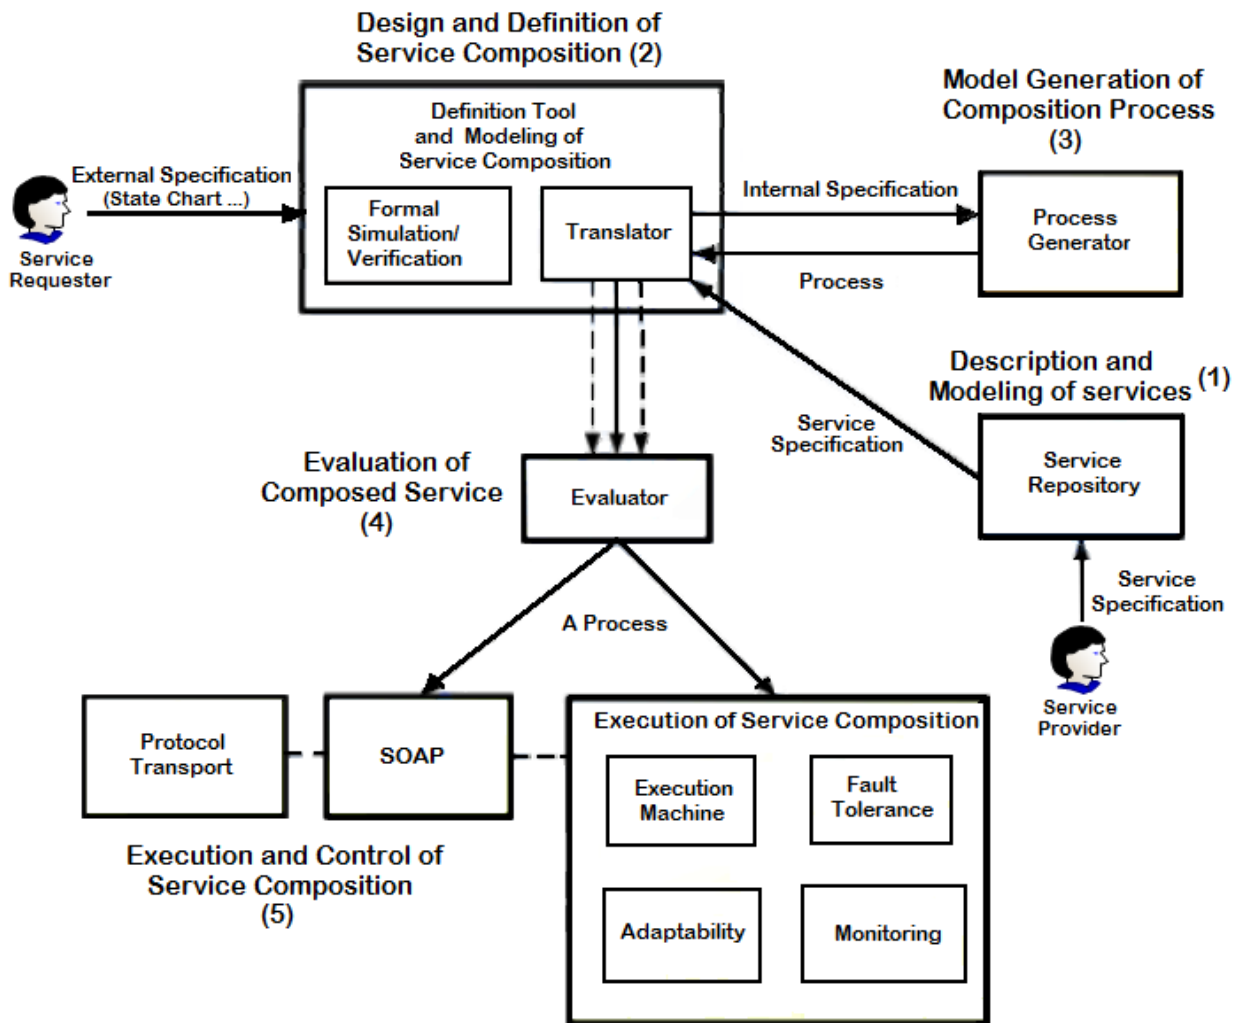 Design and Definition of
Service Composition (2)
Definition Tool
and Modeling of
Service Composition
Formal
Simulation/
Verification
Translator
External Specification
(State Chart ...)
Service
Requester
Model Generation of
Composition Process
(3)
Internal Specification
Process
Process
Generator
Description and
Modeling of services (1)
Service
Specification
Service
Repository
Service
Specification
Service
Provider
Evaluation of
Composed Service
(4)
Evaluator
A Process
Protocol
Transport
SOAP
Execution of Service Composition
Execution
Machine
Fault
Tolerance
Adaptability
Monitoring
Execution and Control of
Service Composition
(5)